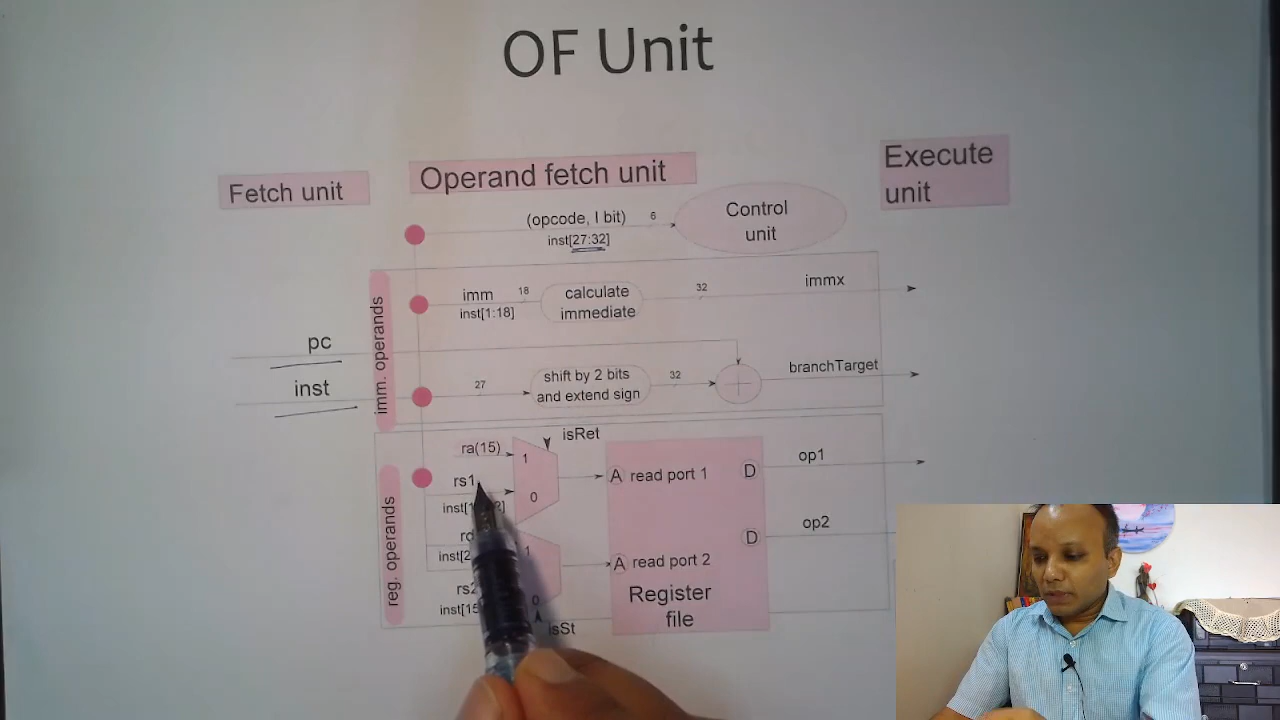 OF Unit
Fetch unit
Operand fetch unit
Execute
unit
(opcode, I bit)
6
inst[27:32]
Control
unit
imm. operands
imm
18
inst[1:18]
calculate
immediate
32
immx
pc
inst
27
shift by 2 bits
and extend sign
32
branchTarget
reg. operands
isRet
ra(15)
1
rs1
0
A read port 1
D
op1
D
op2
1
A read port 2
rs2
0
Register
file
isSt